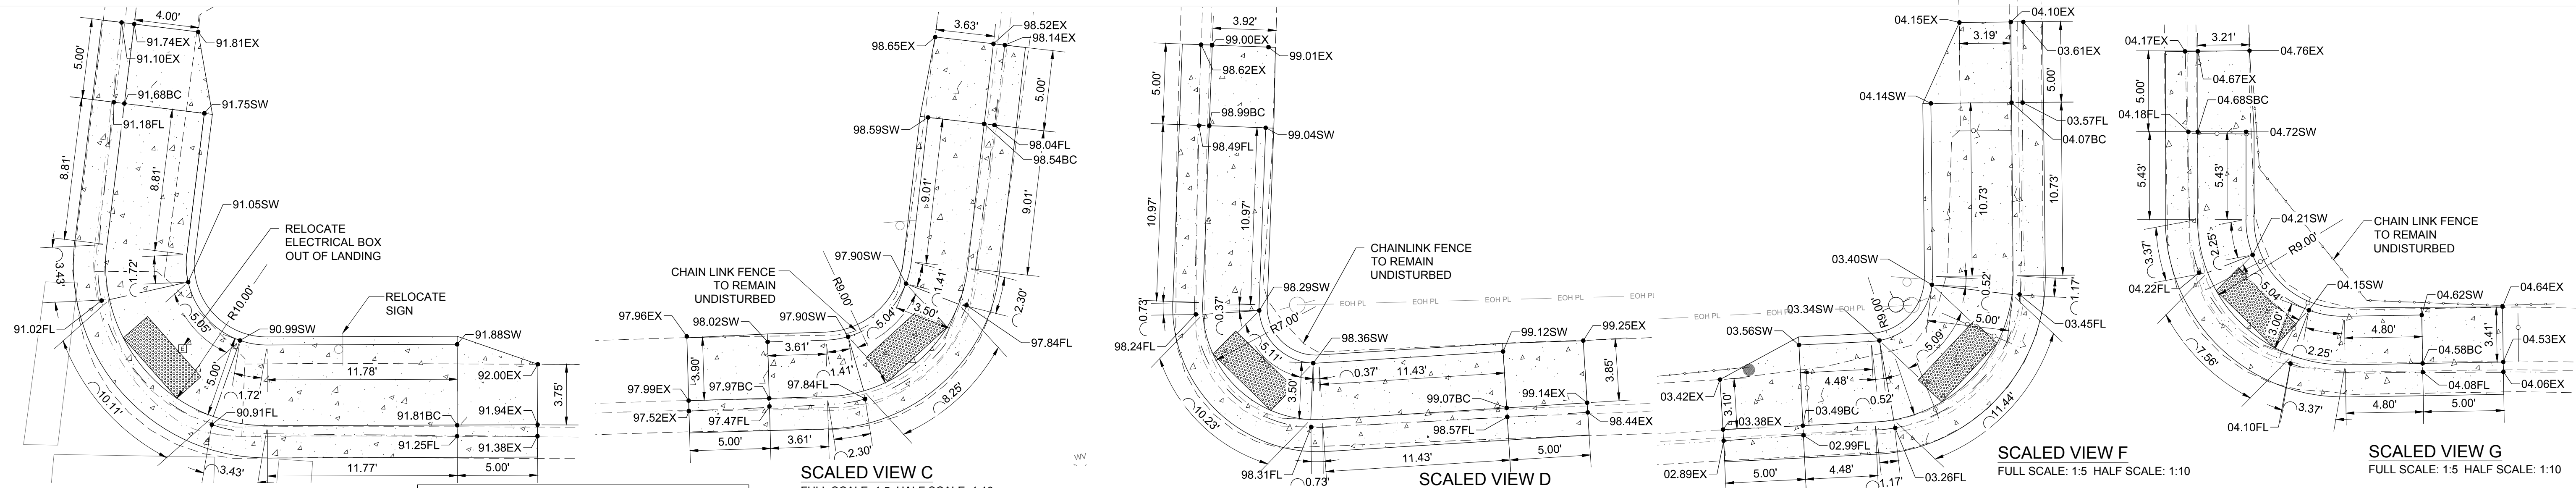 4.00'
91.74EX
91.81EX
91.10EX
5.00'
91.68BC
91.75SW
91.18FL
8.81'
8.81'
91.05SW
RELOCATE
ELECTRICAL BOX
OUT OF LANDING
3.43'
1.72'
R10.00'
RELOCATE
SIGN
91.02FL
5.05'
90.99SW
91.88SW
E
5.00'
11.78'
92.00EX
3.75'
1.72'
10.11'
90.91FL
91.81BC
91.94EX
91.25FL
91.38EX
3.43'
11.77'
5.00'
3.63'
98.52EX
98.65EX
98.14EX
5.00'
98.59SW
98.04FL
98.54BC
9.01'
9.01'
97.90SW
CHAIN LINK FENCE
TO REMAIN
UNDISTURBED
R9.00'
1.41'
2.30'
97.96EX
98.02SW
97.90SW
5.04'
3.50'
97.84FL
3.61'
3.90'
1.41'
97.99EX
97.97BC
97.84FL
8.25'
97.52EX
97.47FL
5.00'
3.61'
2.30'
SCALED VIEW C
WV
3.92'
99.00EX
99.01EX
98.62EX
5.00'
98.99BC
99.04SW
98.49FL
10.97'
10.97'
CHAINLINK FENCE
TO REMAIN
UNDISTURBED
98.29SW
EOH PL
EOH PL
EOH PL
EOH PL
0.73'
0.37'
R7.00'
98.24FL
5.11'
98.36SW
99.12SW
99.25EX
0.37'
11.43'
3.85'
3.50'
99.07BC
99.14EX
10.23'
98.57FL
98.44EX
98.31FL
0.73'
11.43'
5.00'
SCALED VIEW D
04.15EX
04.10EX
3.19'
03.61EX
5.00'
04.14SW
03.57FL
04.07BC
10.73'
10.73'
03.40SW
0.52'
1.17'
EOH PL
EOH PL
03.34SW
R9.00'
5.00'
03.45FL
03.56SW
5.09'
4.48'
03.42EX
3.10'
0.52'
03.38EX
03.49BC
11.44'
02.99FL
02.89EX
5.00'
4.48'
1.17'
03.26FL
SCALED VIEW F
FULL SCALE: 1:5 HALF SCALE: 1:10
04.17EX
3.21'
04.76EX
04.67EX
5.00'
04.68SBC
04.18FL
04.72SW
5.43'
5.43'
04.21SW
CHAIN LINK FENCE
TO REMAIN
UNDISTURBED
3.37'
2.25'
R9.00'
04.22FL
5.04'
04.15SW
04.62SW
04.64EX
3.00'
4.80'
3.41'
04.53EX
2.25'
04.58BC
7.56'
04.08FL
04.06EX
3.37'
4.80'
5.00'
04.10FL
SCALED VIEW G
FULL SCALE: 1:5 HALF SCALE: 1:10